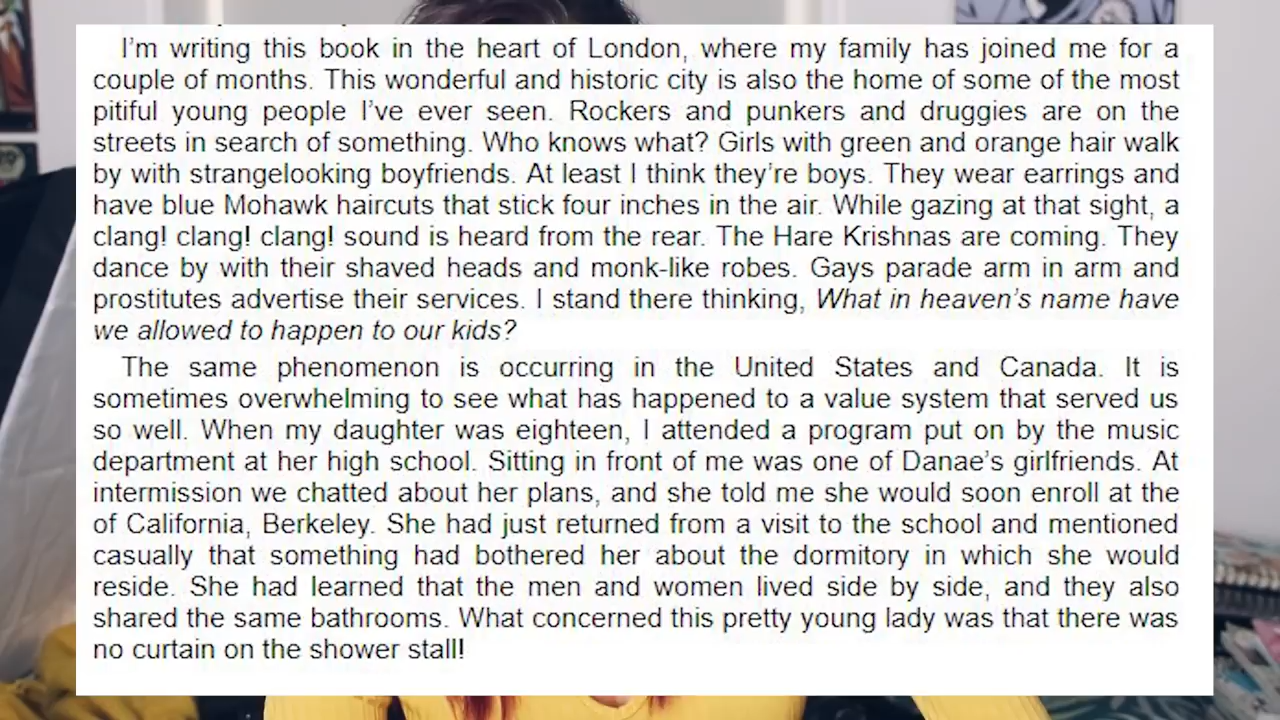 I'm writing this book in the heart of London, where my family has joined me for a
couple of months. This wonderful and historic city is also the home of some of the most
pitiful young people I've ever seen. Rockers and punkers and druggies are on the
streets in search of something. Who knows what? Girls with green and orange hair walk
by with strangelooking boyfriends. At least I think they're boys. They wear earrings and
have blue Mohawk haircuts that stick four inches in the air. While gazing at that sight, a
clang! clang! clang! sound is heard from the rear. The Hare Krishnas are coming. They
dance by with their shaved heads and monk-like robes. Gays parade arm in arm and
prostitutes advertise their services. I stand there thinking, What in heaven's name have
we allowed to happen to our kids?
The same phenomenon is occurring in the United States and Canada. It is
sometimes overwhelming to see what has happened to a value system that served us
so well. When my daughter was eighteen, I attended a program put on by the music
department at her high school. Sitting in front of me was one of Danae's girlfriends. At
intermission we chatted about her plans, and she told me she would soon enroll at the
of California, Berkeley. She had just returned from a visit to the school and mentioned
casually that something had bothered her about the dormitory in which she would
reside. She had learned that the men and women lived side by side, and they also
shared the same bathrooms. What concerned this pretty young lady was that there was
no curtain on the shower stall!